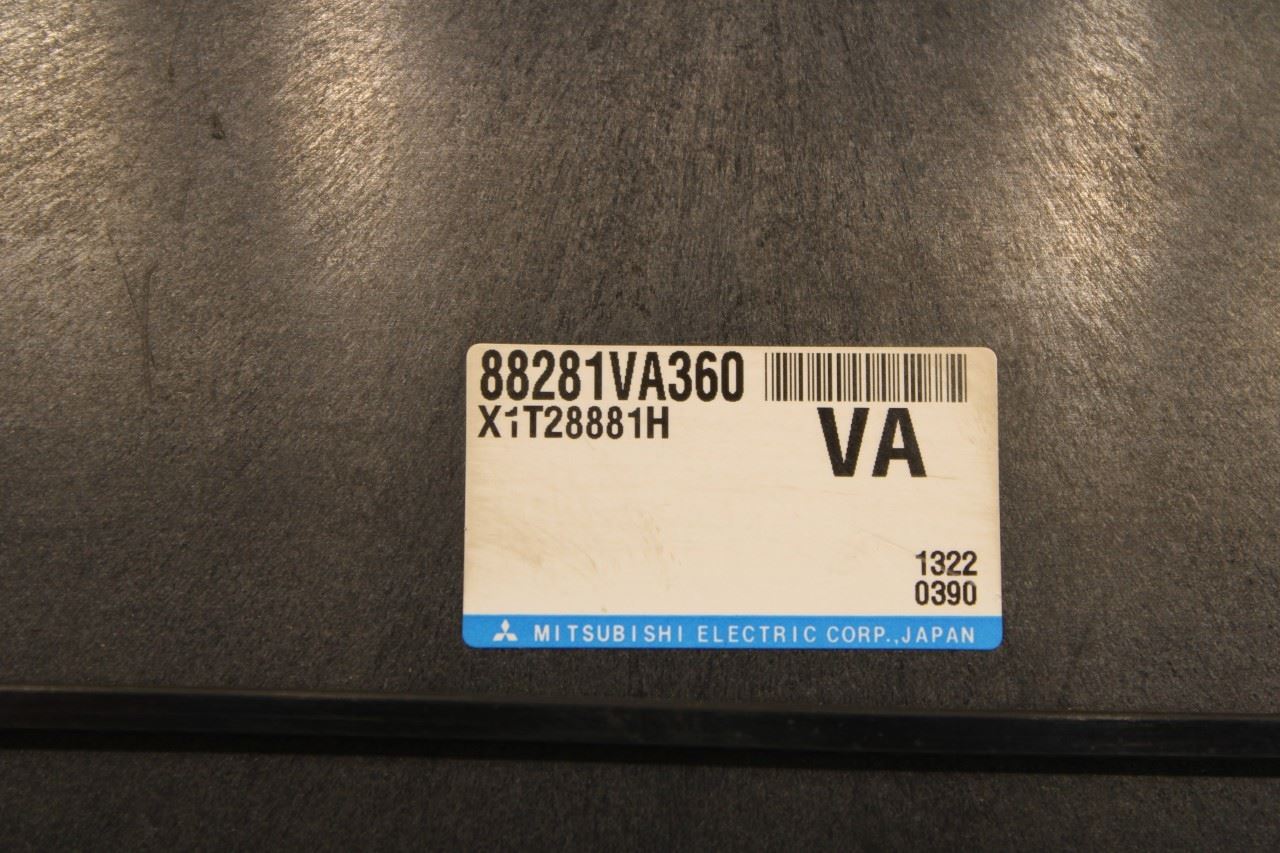 88281VA360
X1T28881H
VA
1322
0390
MITSUBISHI ELECTRIC CORP.,JAPAN